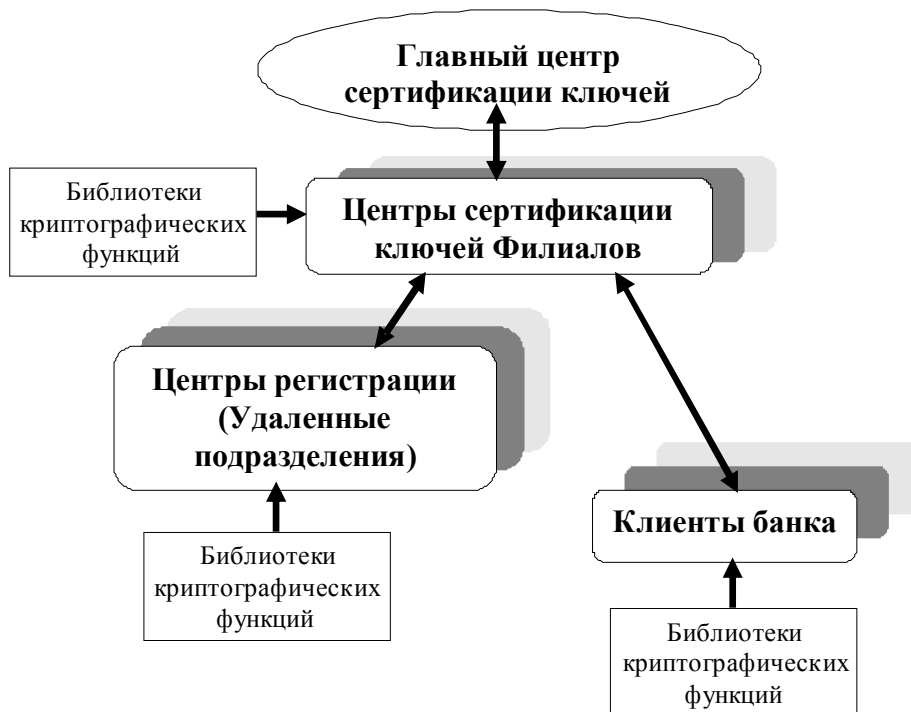 Главный центр
сертификации ключей
Библиотеки
криптографических
функций
Центры сертификации
ключей Филиалов
Центры регистрации
(Удаленные
подразделения)
Клиенты банка
Библиотеки
криптографических
функций
Библиотеки
криптографических
функций